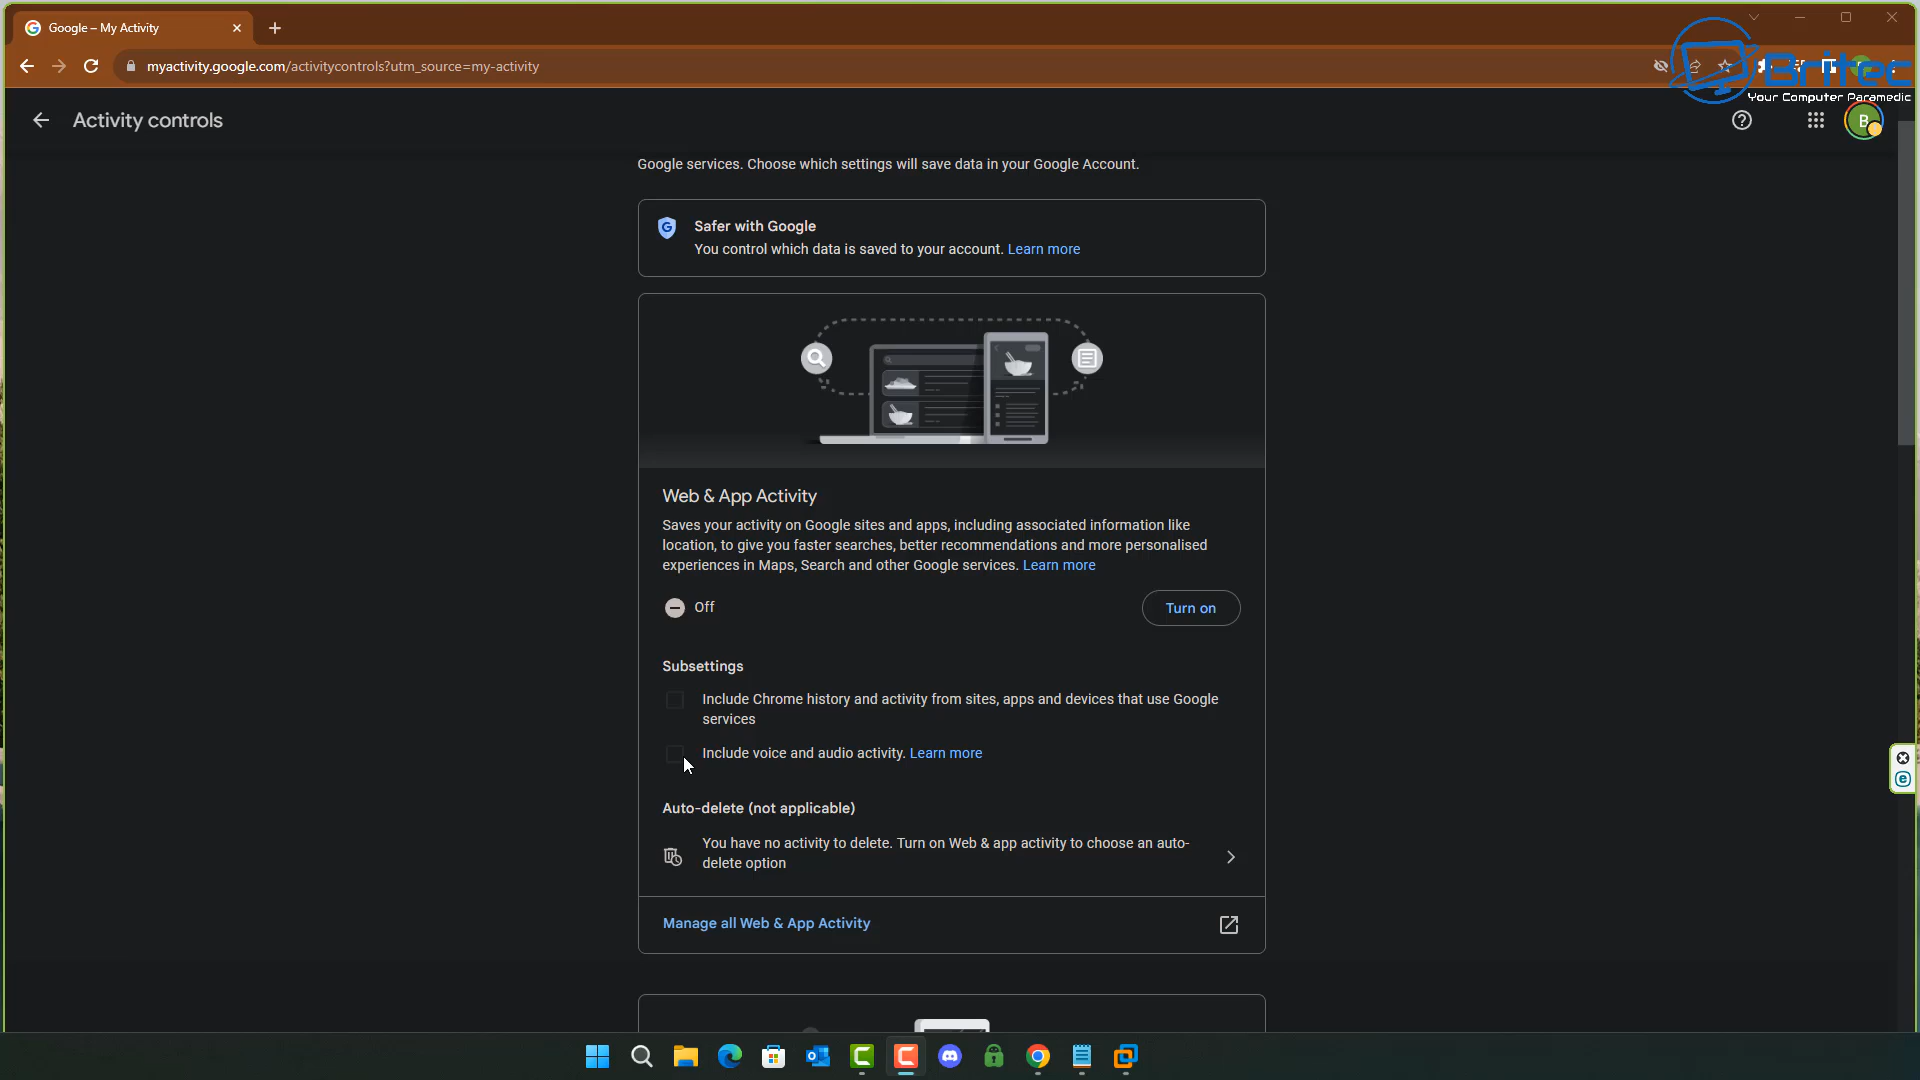 Google – My Activity
myactivity.google.com/activitycontrols?utm_source=my-activity
Britec
Your Computer Paramedic
Activity controls
B
Google services. Choose which settings will save data in your Google Account.
Safer with Google
You control which data is saved to your account. Learn more
Web & App Activity
Saves your activity on Google sites and apps, including associated information like
location, to give you faster searches, better recommendations and more personalised
experiences in Maps, Search and other Google services. Learn more
Off
Turn on
Subsettings
Include Chrome history and activity from sites, apps and devices that use Google
services
Include voice and audio activity. Learn more
Auto-delete (not applicable)
You have no activity to delete. Turn on Web & app activity to choose an auto-
delete option
Manage all Web & App Activity